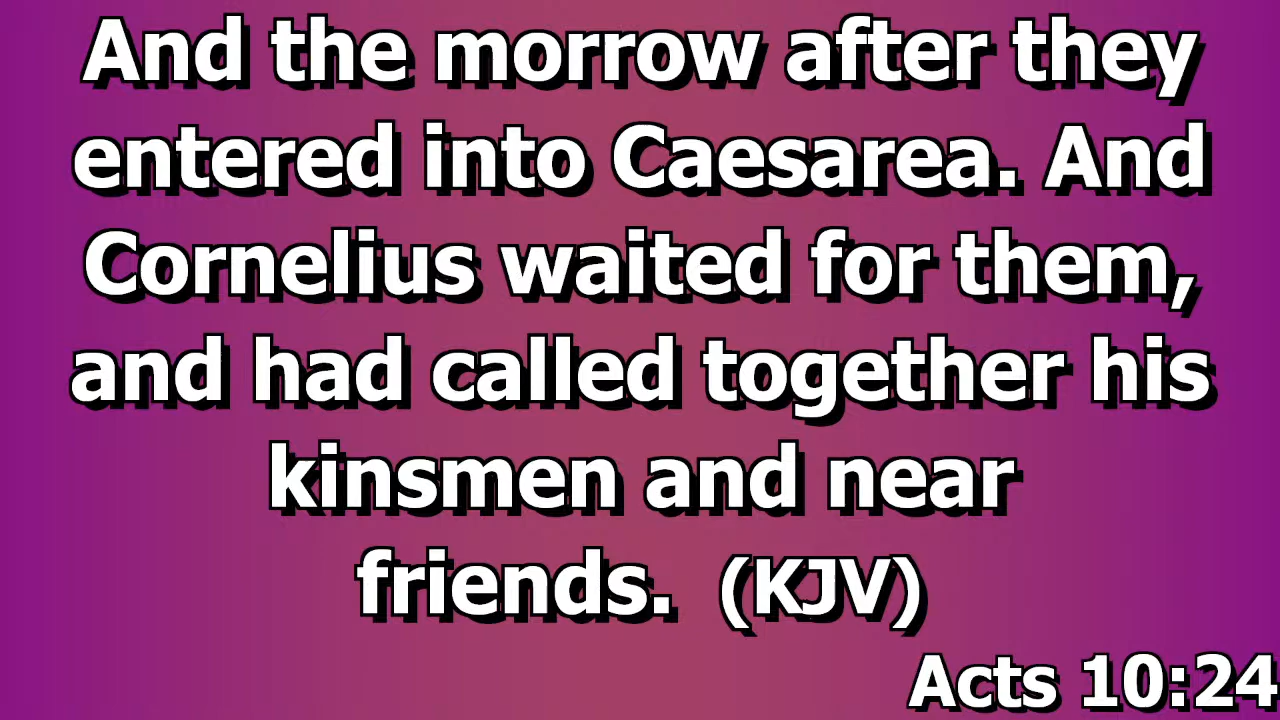 And the morrow after they
entered into Caesarea. And
Cornelius waited for them,
and had called together his
kinsmen and near
friends.  (KJV)
Acts 10:24